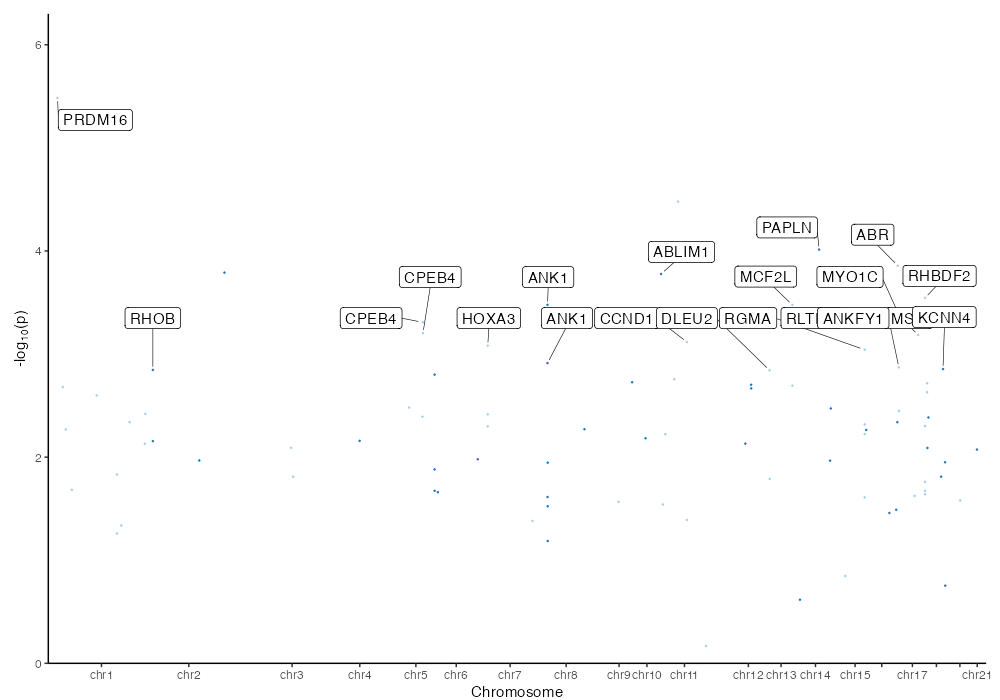 6
PRDM16
PAPLN
ABR
4
ABLIM1
CPEB4
ANK1
MCF2L
MYO1C
RHBDF2
RHOB
CPEB4
HOXA3
ANK1
CCND1
DLEU2
RGMA
ANKFY1
KCNN4
-log10(p)
2
0
chr1 chr2 chr3 chr4 chr5 chr6 chr7 chr8 chr9 chr10 chr11 chr12 chr13 chr14 chr15 chr17 chr21
Chromosome